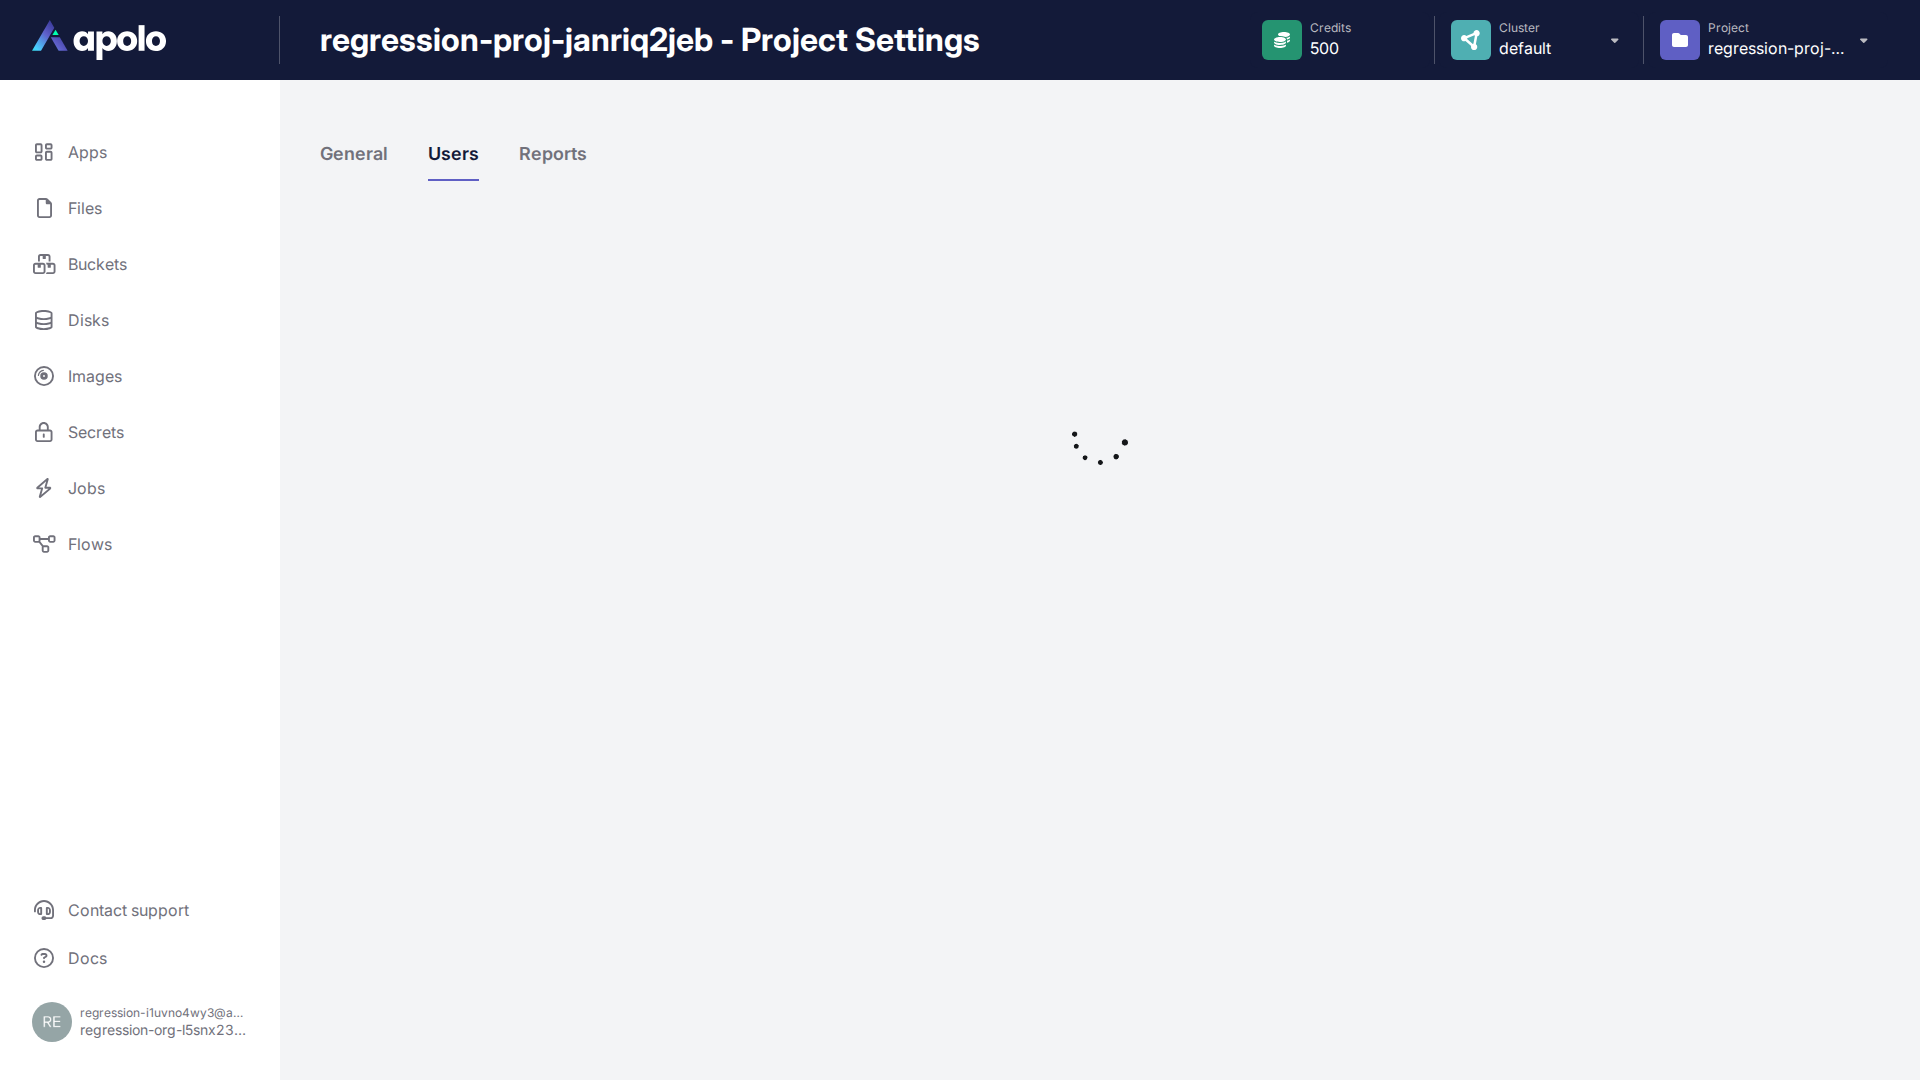 apolo
regression-proj-janriq2jeb - Project Settings
Credits
500
Cluster
default
Project
regression-proj-...
Apps
Files
Buckets
Disks
Images
Secrets
Jobs
Flows
General
Users
Reports
Contact support
Docs
RE
regression-i1uvno4wy3@a...
regression-org-l5snx23...